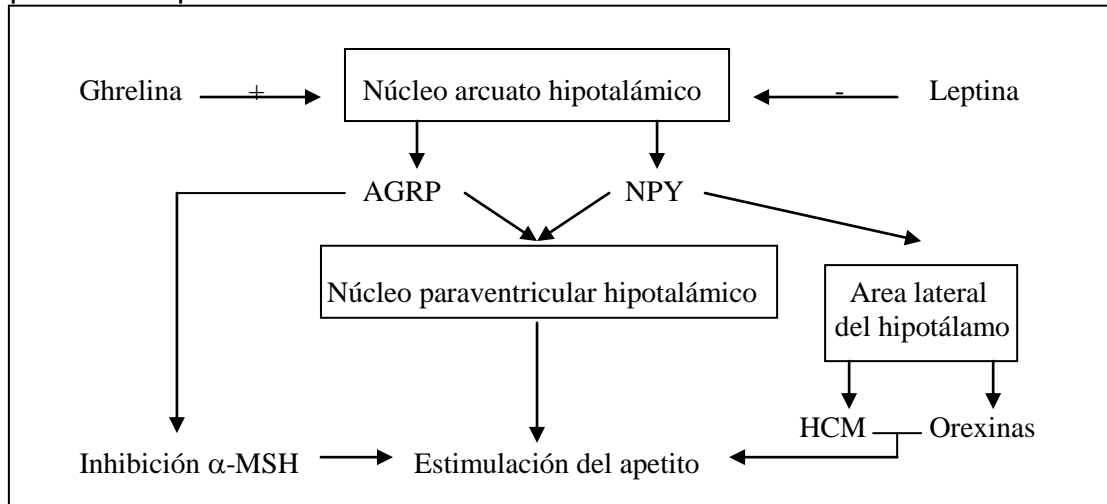 Ghrelina + Núcleo arcuato hipotalámico - Leptina
AGRP NPY
Núcleo paraventricular hipotalámico
Area lateral
del hipotálamo
HCM Orexinas
Inhibición α-MSH Estimulación del apetito